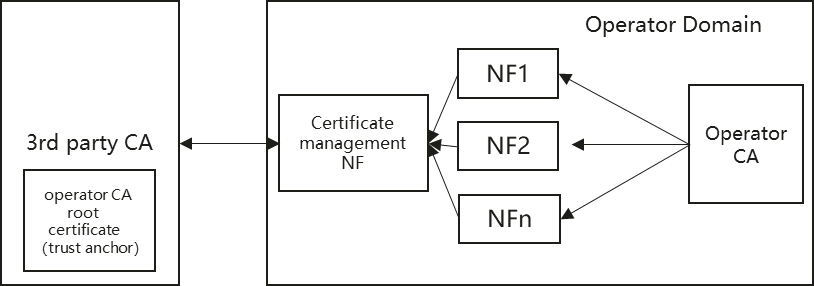 Operator Domain
3rd party CA
operator CA
root
certificate
(trust anchor)
Certificate
management
NF
NF1
NF2
NFn
Operator
CA